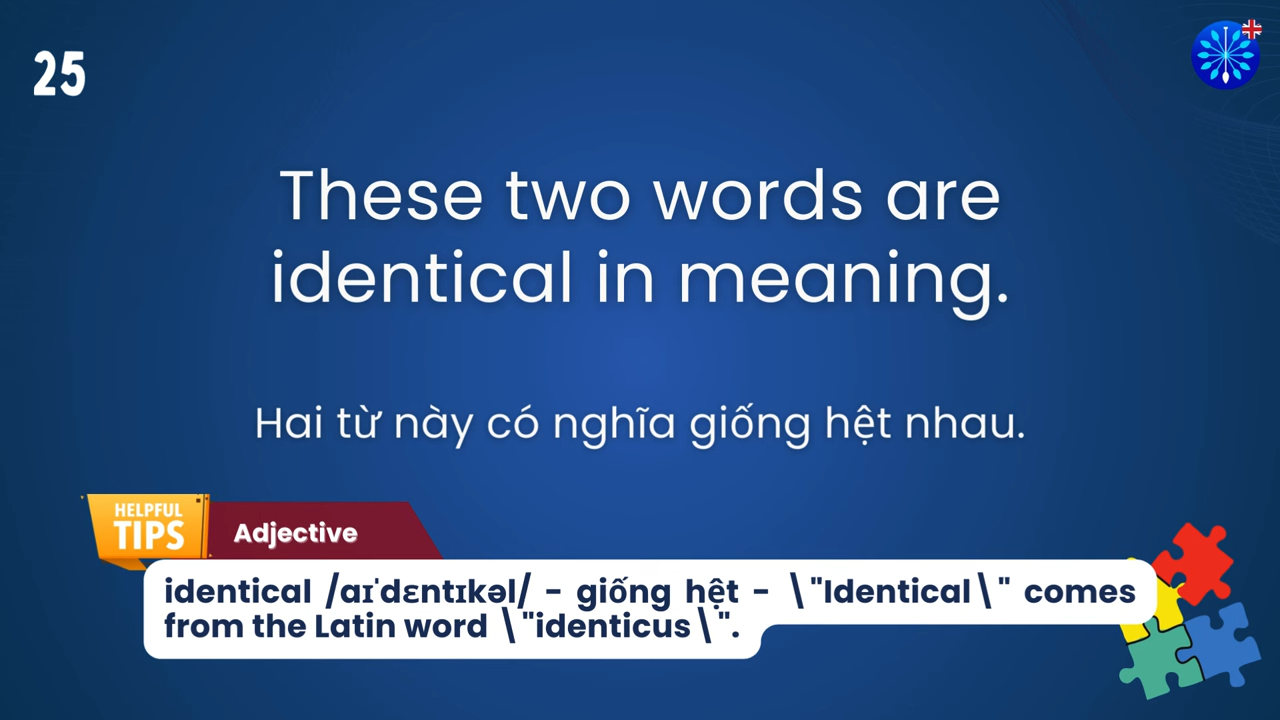 25
These two words are
identical in meaning.
Hai từ này có nghĩa giống hệt nhau.
HELPFUL
TIPS
Adjective
identical /aɪˈdɛntɪkəl/ - giống hệt - \"Identical\" comes
from the Latin word \"identicus\".